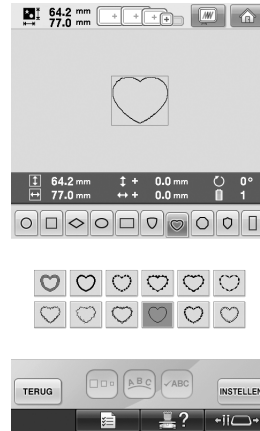 64.2 mm
77.0 mm
64.2 mm + 0.0 mm 0°
77.0 mm + 0.0 mm 1
ABC ABC
TERUG INSTELLEN
?